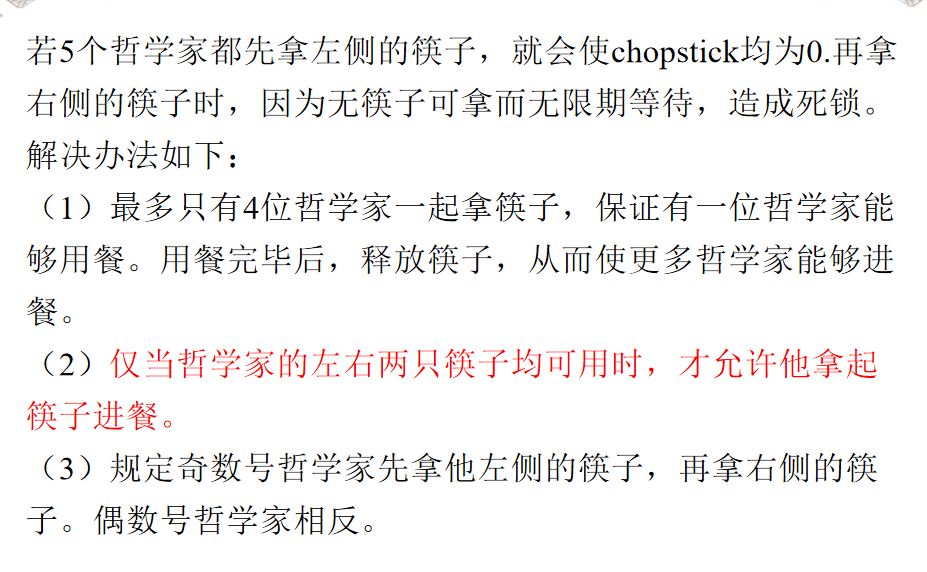 若5个哲学家都先拿左侧的筷子，就会使chopstick均为0.再拿
右侧的筷子时，因为无筷子可拿而无限期等待，造成死锁。
解决办法如下：
（1）最多只有4位哲学家一起拿筷子，保证有一位哲学家能
够用餐。用餐完毕后，释放筷子，从而使更多哲学家能够进
餐。
（2）仅当哲学家的左右两只筷子均可用时，才允许他拿起
筷子进餐。
（3）规定奇数号哲学家先拿他左侧的筷子，再拿右侧的筷
子。偶数号哲学家相反。